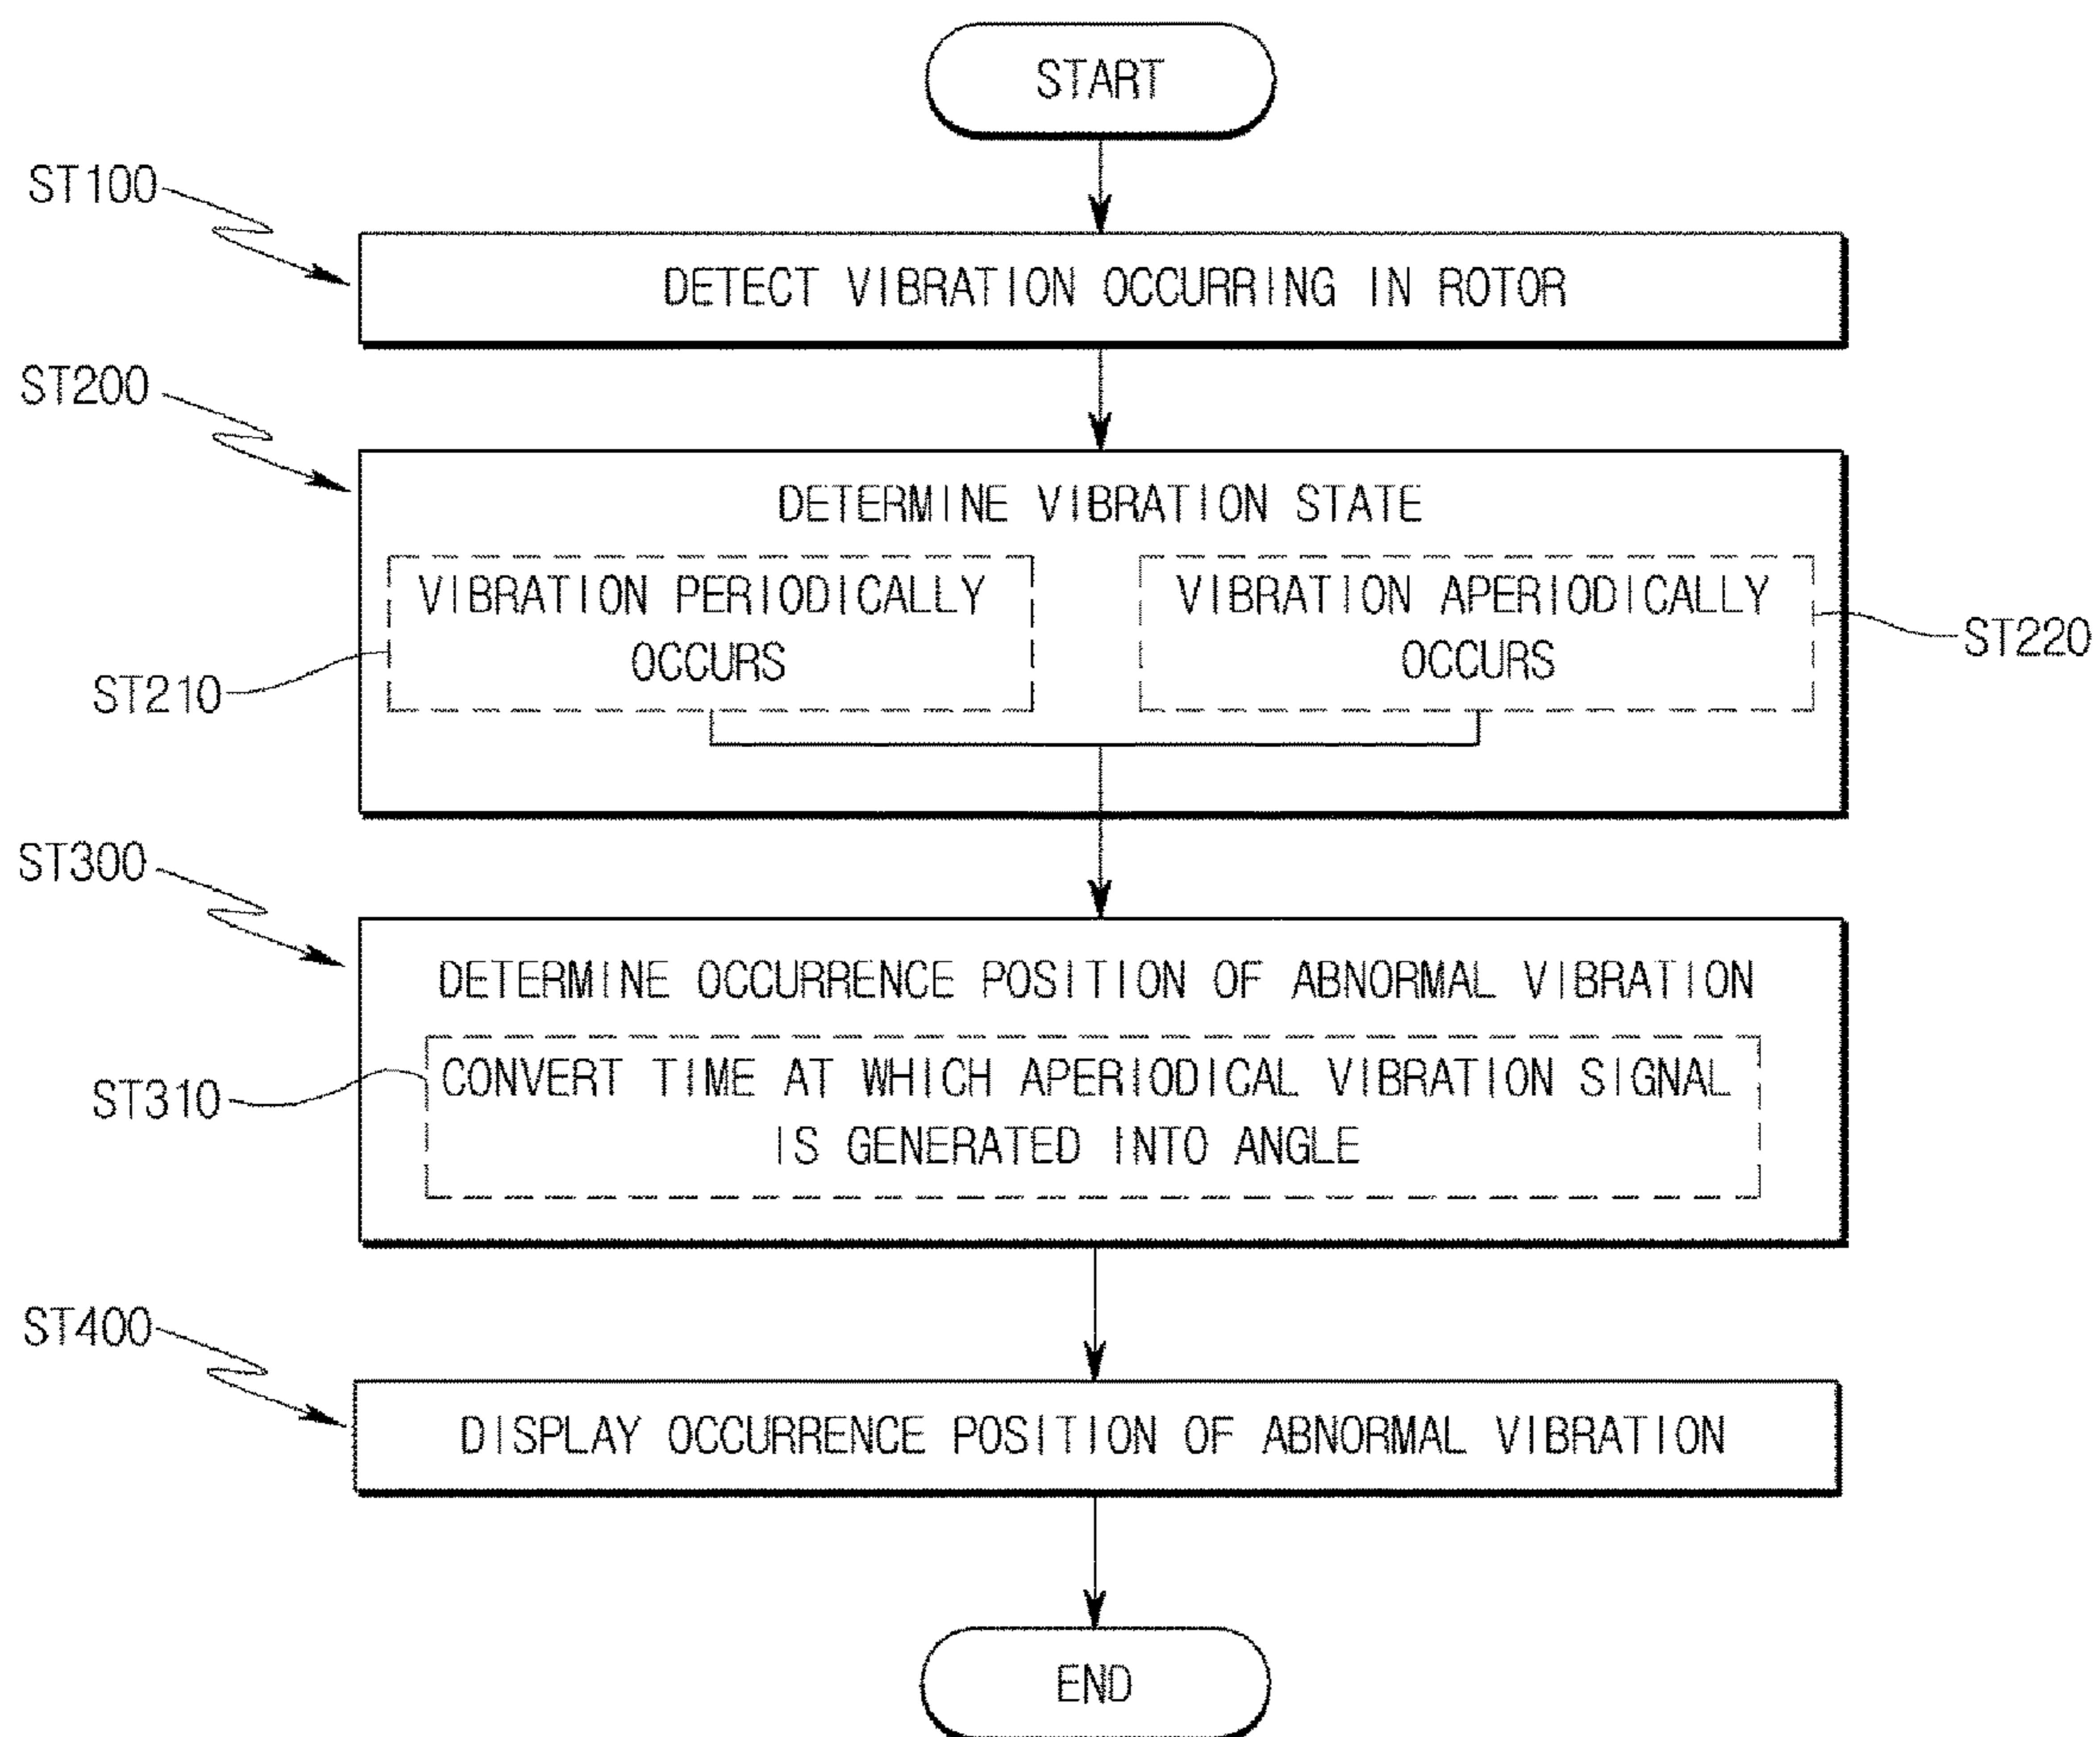 START
ST100
DETECT VIBRATION OCCURRING IN ROTOR
ST200
DETERMINE VIBRATION STATE
VIBRATION PERIODICALLY
OCCURS
ST210
VIBRATION APERIODICALLY
OCCURS
ST220
ST300
DETERMINE OCCURRENCE POSITION OF ABNORMAL VIBRATION
CONVERT TIME AT WHICH APERIODICAL VIBRATION SIGNAL
IS GENERATED INTO ANGLE
ST310
ST400
DISPLAY OCCURRENCE POSITION OF ABNORMAL VIBRATION
END